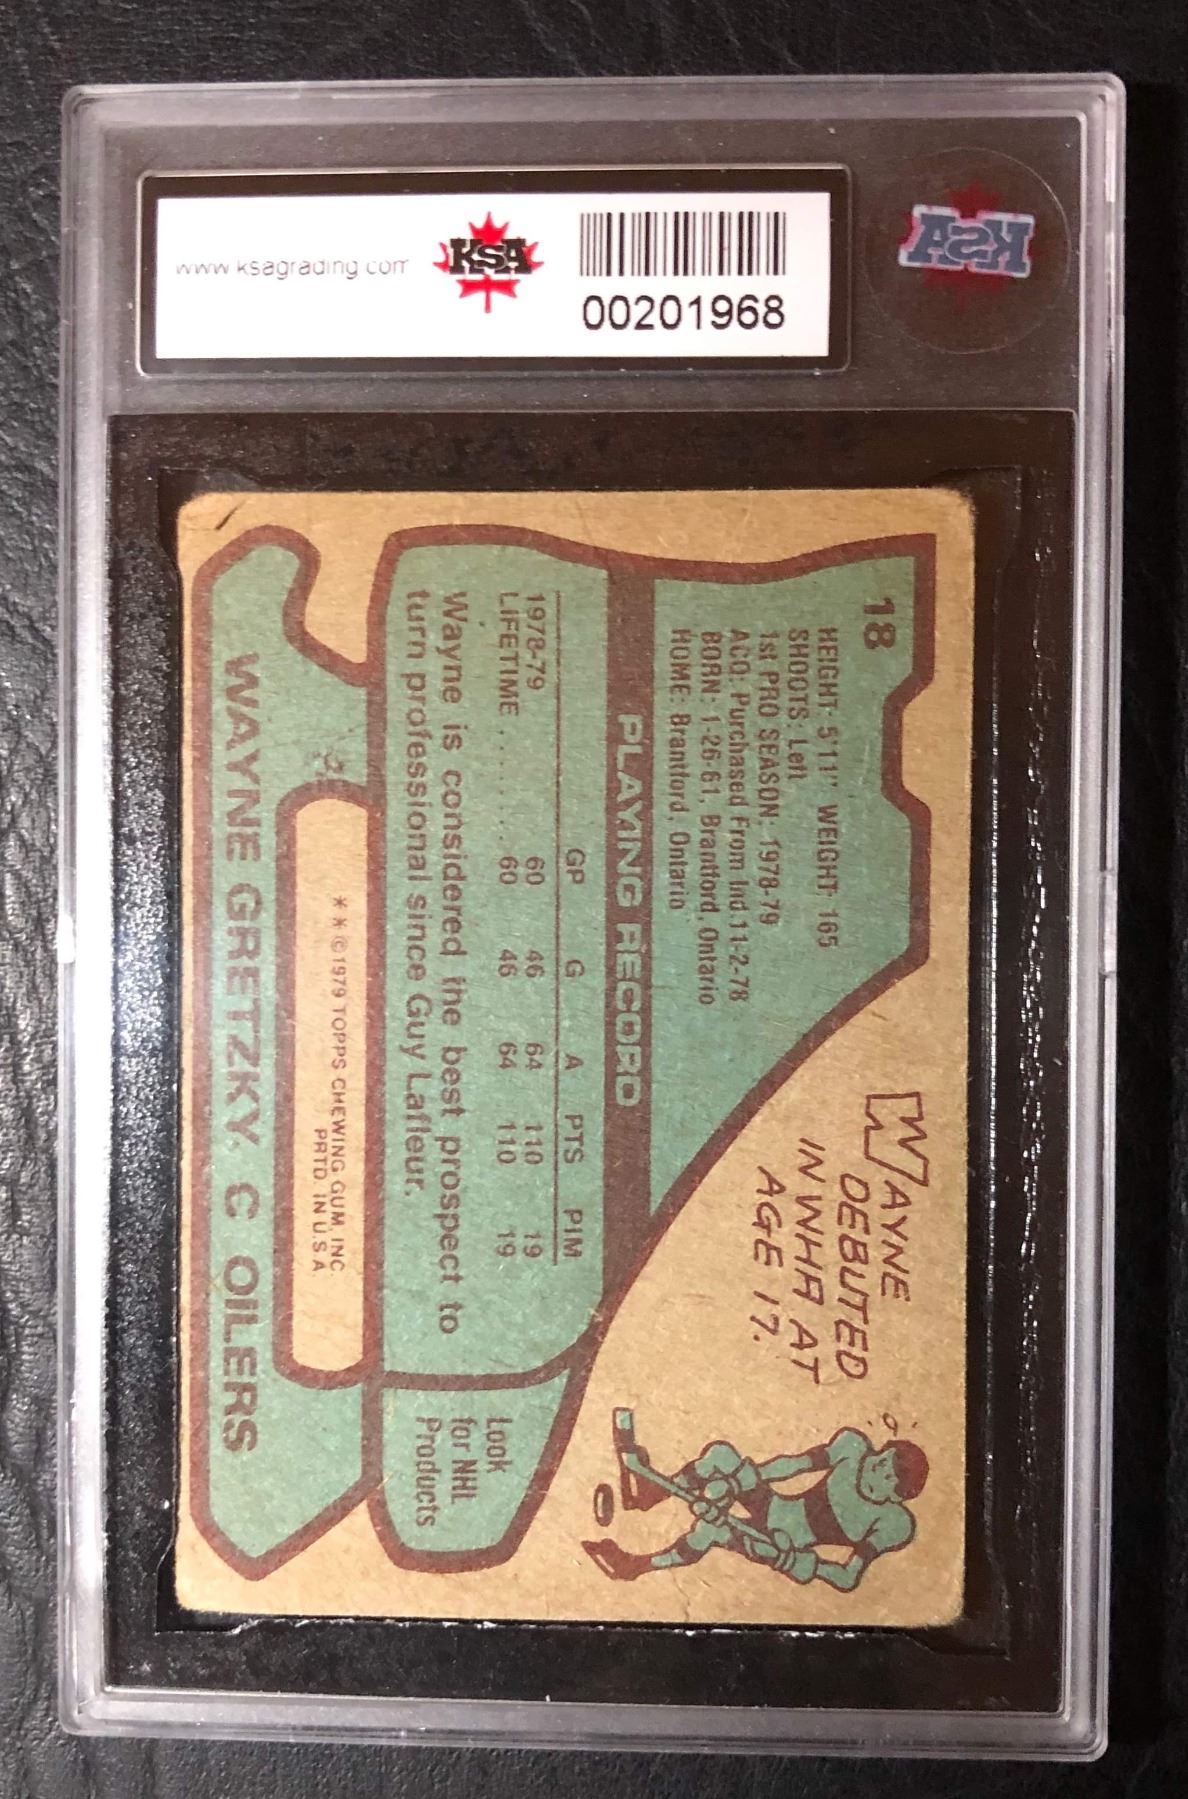 www.ksagrading.com
KSA
00201968
KSA
18
HEIGHT: 5'11" WEIGHT: 165
SHOOTS: Left
1st PRO SEASON: 1978-79
ACQ: Purchased From Ind. 11-2-78
BORN: 1-26-61, Brantford, Ontario
HOME: Brantford, Ontario
WAYNE
DEBUTED
IN WHA AT
AGE 17.
PLAYING RECORD
GP G A PTS PIM
1978-79 60 46 64 110 19
LIFETIME ........ 60 46 64 110 19
Wayne is considered the best prospect to
turn professional since Guy Lafleur.
Look
for NHL
Products
**©1979 TOPPS CHEWING GUM, INC.
PRTD. IN U.S.A.
WAYNE GRETZKY, C OILERS